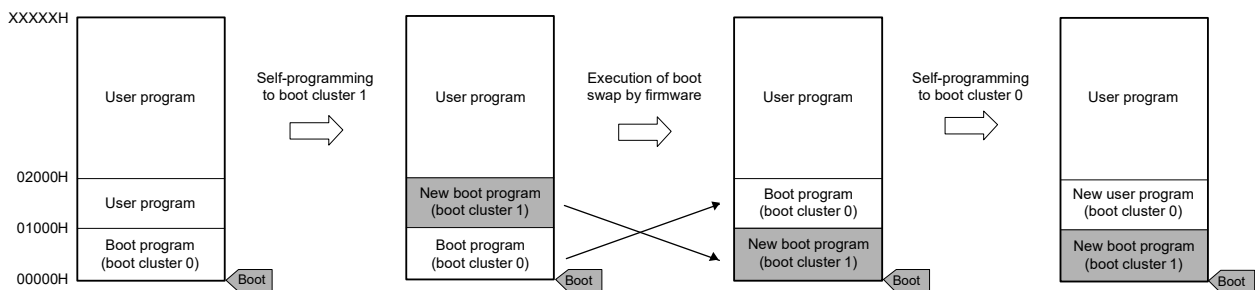 XXXXXH
User program
02000H
User program
01000H
Boot program
(boot cluster 0)
00000H
Boot
Self-programming
to boot cluster 1
User program
New boot program
(boot cluster 1)
Boot program
(boot cluster 0)
Boot
Execution of boot
swap by firmware
User program
Boot program
(boot cluster 0)
New boot program
(boot cluster 1)
Boot
Self-programming
to boot cluster 0
User program
New user program
(boot cluster 0)
New boot program
(boot cluster 1)
Boot